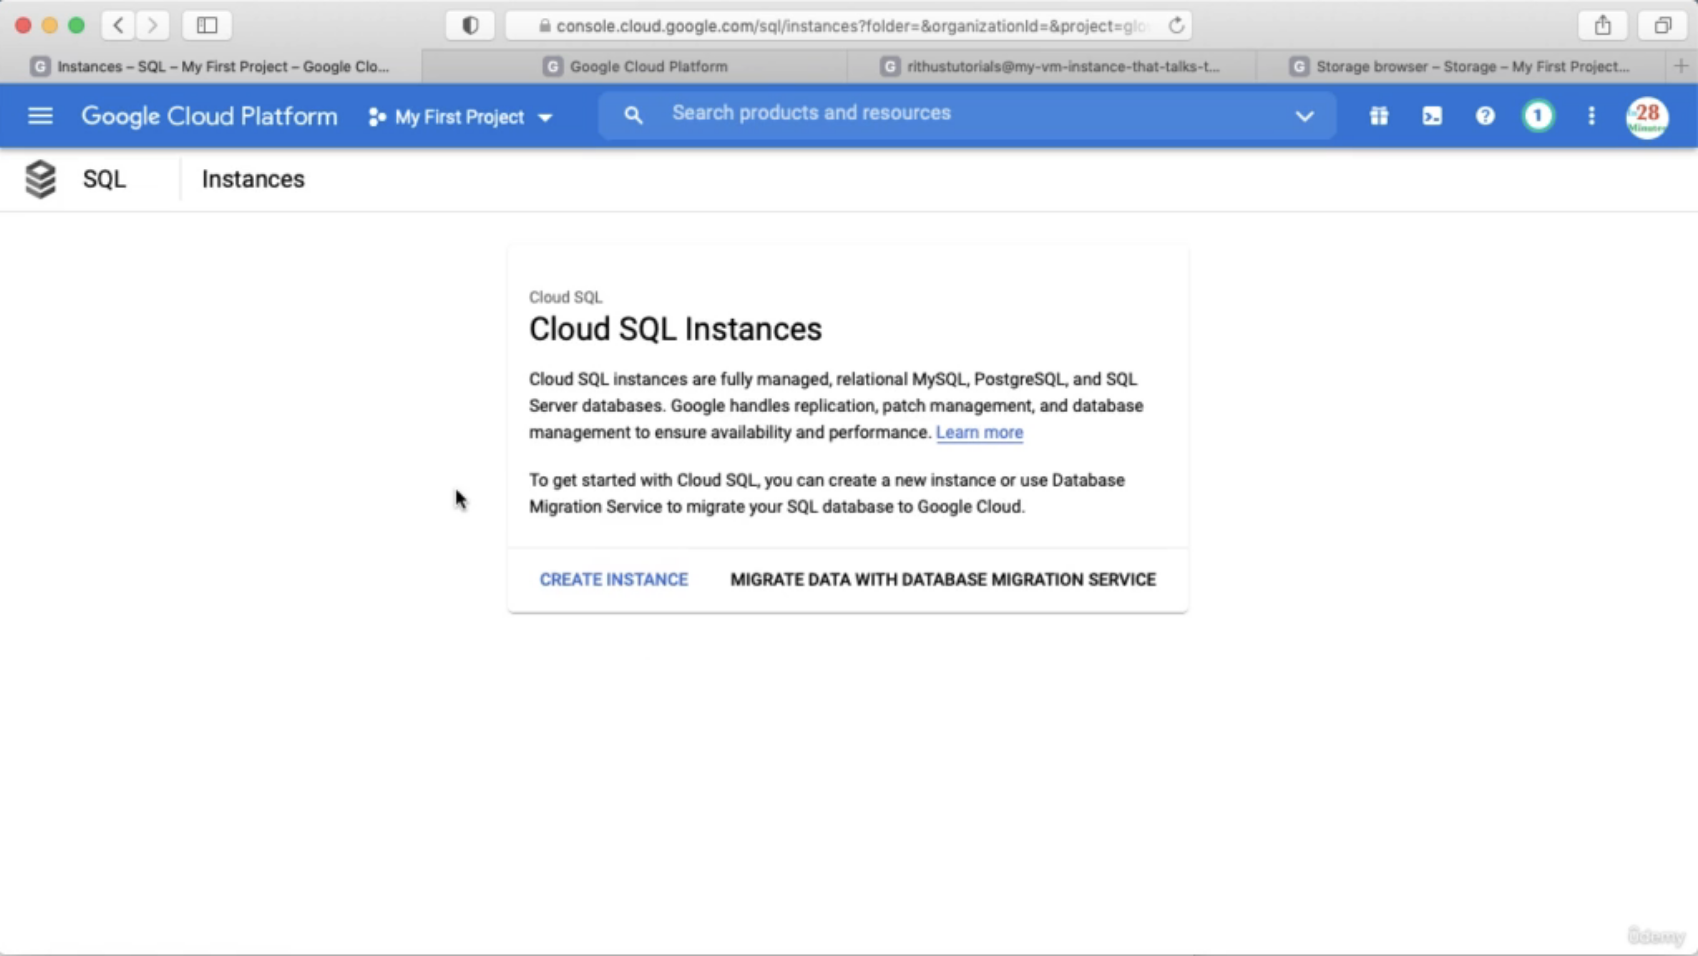 console.cloud.google.com/sql/instances?folder=&organizationId=&project=glo
Instances – SQL – My First Project – Google Clo...
Google Cloud Platform
rithustutorials@my-vm-instance-that-talks-t...
Storage browser – Storage – My First Project...
Google Cloud Platform
My First Project
Search products and resources
1
28
Minutes
SQL
Instances
Cloud SQL
Cloud SQL Instances
Cloud SQL instances are fully managed, relational MySQL, PostgreSQL, and SQL
Server databases. Google handles replication, patch management, and database
management to ensure availability and performance. Learn more
To get started with Cloud SQL, you can create a new instance or use Database
Migration Service to migrate your SQL database to Google Cloud.
CREATE INSTANCE
MIGRATE DATA WITH DATABASE MIGRATION SERVICE
ûdemy